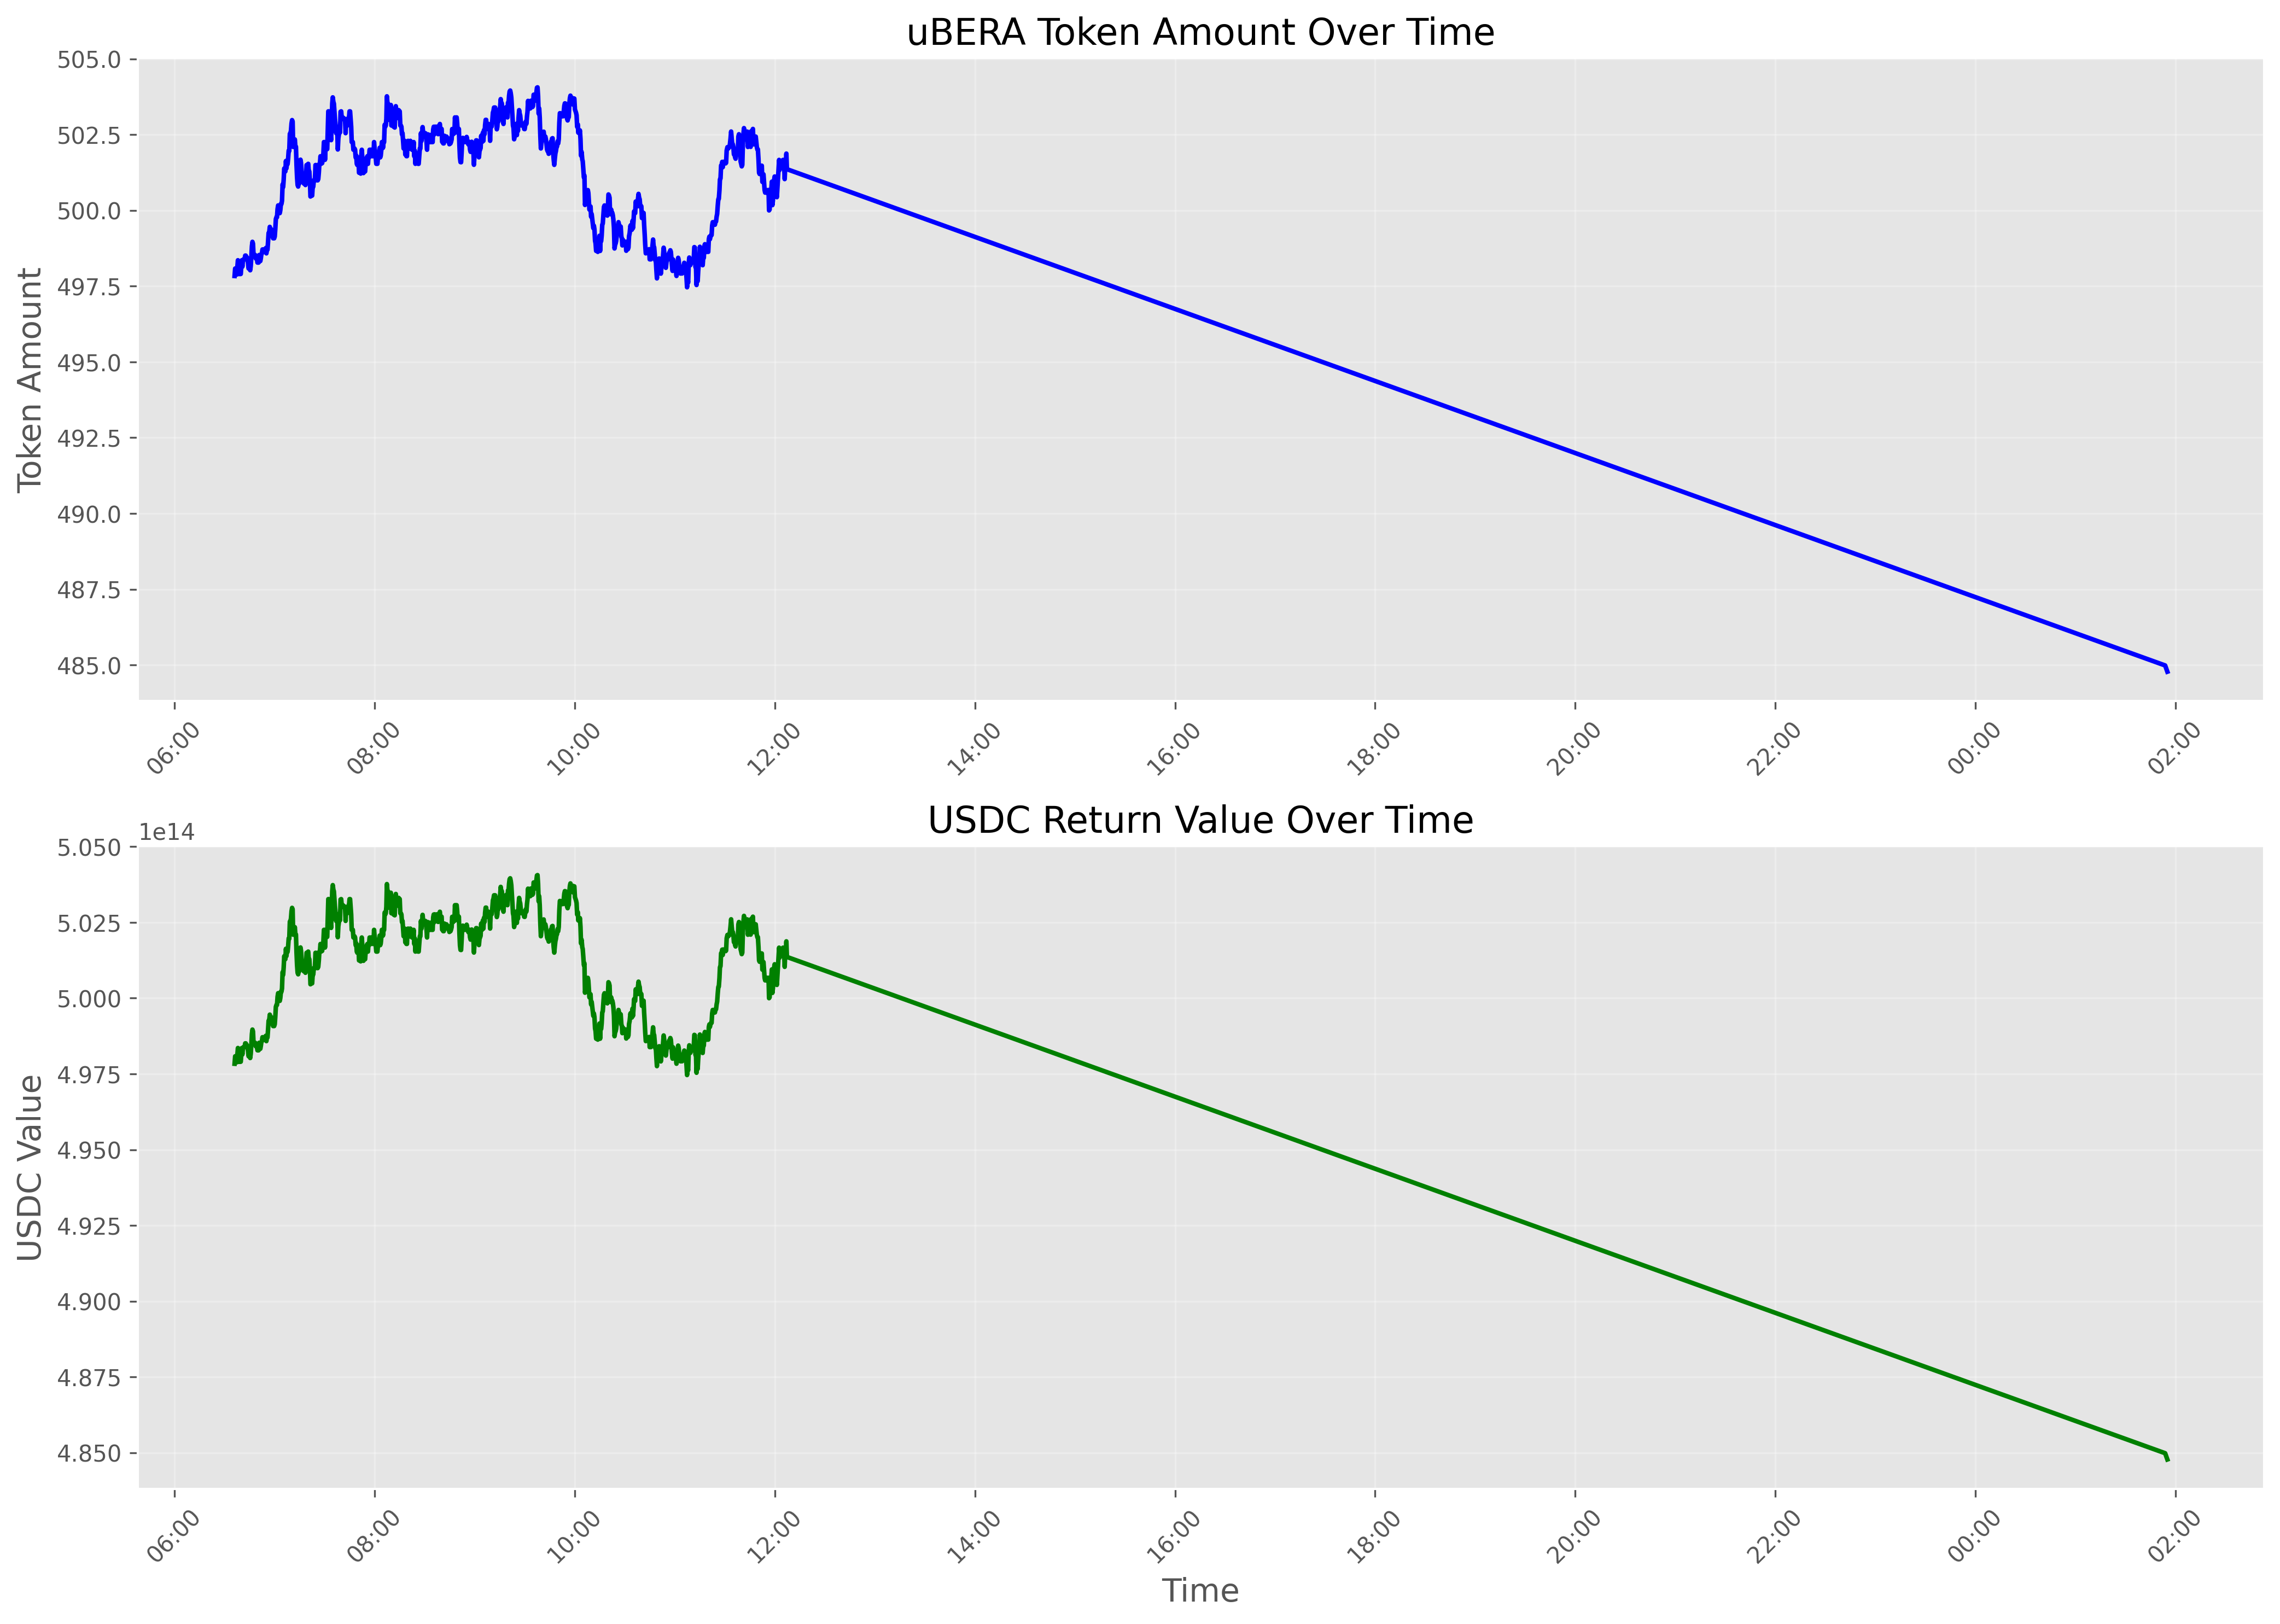 uBERA Token Amount Over Time
505.0
502.5
500.0
497.5
495.0
492.5
490.0
487.5
485.0
Token Amount
06:00 08:00 10:00 12:00 14:00 16:00 18:00 20:00 22:00 00:00 02:00
USDC Return Value Over Time
1e14
5.050
5.025
5.000
4.975
4.950
4.925
4.900
4.875
4.850
USDC Value
06:00 08:00 10:00 12:00 14:00 16:00 18:00 20:00 22:00 00:00 02:00
Time